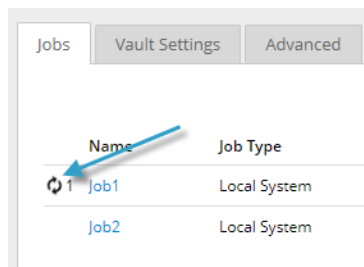 Jobs Vault Settings Advanced
Name Job Type
1 Job1 Local System
Job2 Local System